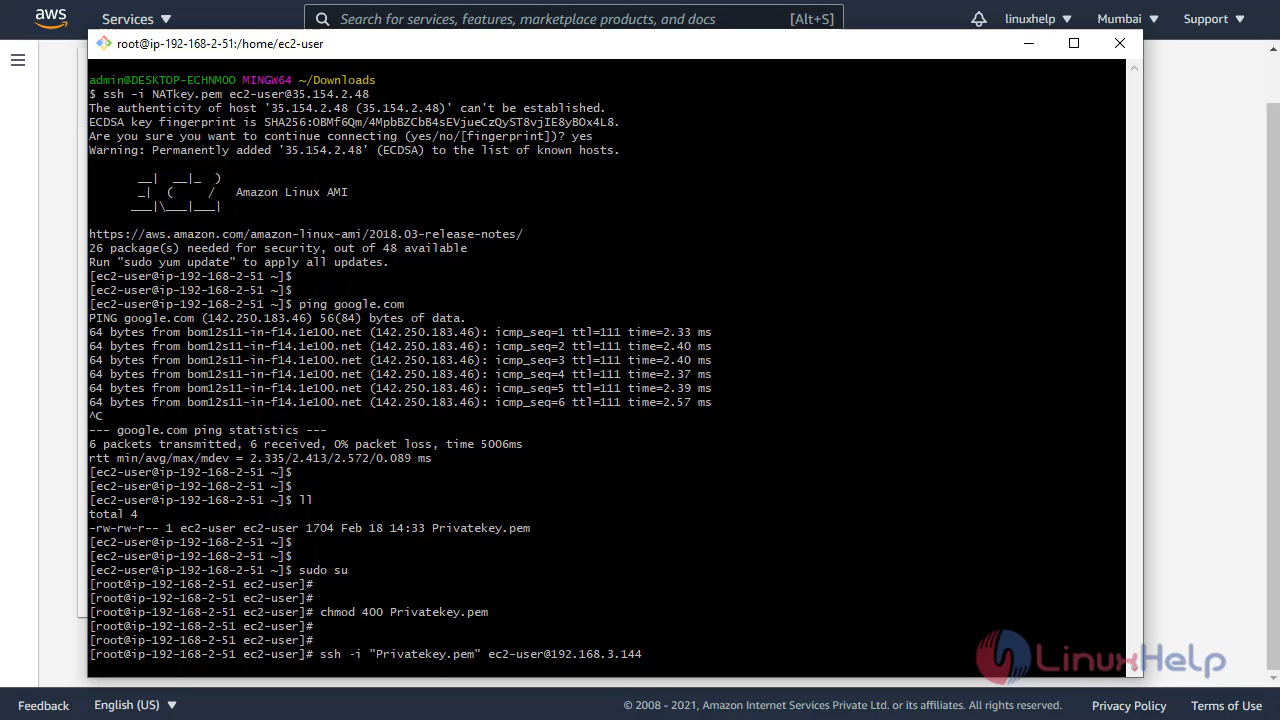 aws Services Search for services, features, marketplace products, and docs [Alt+S] linuxhelp Mumbai Support
root@ip-192-168-2-51:/home/ec2-user
admin@DESKTOP-ECHNMOO MINGW64 ~/Downloads
$ ssh -i NATkey.pem ec2-user@35.154.2.48
The authenticity of host '35.154.2.48 (35.154.2.48)' can't be established.
ECDSA key fingerprint is SHA256:OBMf6Qm/4MpbBZCbB4sEVjueCzQyST8vjIE8yBOx4L8.
Are you sure you want to continue connecting (yes/no/[fingerprint])? yes
Warning: Permanently added '35.154.2.48' (ECDSA) to the list of known hosts.
__|  __|_  )
_|  (     /   Amazon Linux AMI
___|\___|___|
https://aws.amazon.com/amazon-linux-ami/2018.03-release-notes/
26 package(s) needed for security, out of 48 available
Run "sudo yum update" to apply all updates.
[ec2-user@ip-192-168-2-51 ~]$
[ec2-user@ip-192-168-2-51 ~]$
[ec2-user@ip-192-168-2-51 ~]$ ping google.com
PING google.com (142.250.183.46) 56(84) bytes of data.
64 bytes from bom12s11-in-f14.1e100.net (142.250.183.46): icmp_seq=1 ttl=111 time=2.33 ms
64 bytes from bom12s11-in-f14.1e100.net (142.250.183.46): icmp_seq=2 ttl=111 time=2.40 ms
64 bytes from bom12s11-in-f14.1e100.net (142.250.183.46): icmp_seq=3 ttl=111 time=2.40 ms
64 bytes from bom12s11-in-f14.1e100.net (142.250.183.46): icmp_seq=4 ttl=111 time=2.37 ms
64 bytes from bom12s11-in-f14.1e100.net (142.250.183.46): icmp_seq=5 ttl=111 time=2.39 ms
64 bytes from bom12s11-in-f14.1e100.net (142.250.183.46): icmp_seq=6 ttl=111 time=2.57 ms
^C
--- google.com ping statistics ---
6 packets transmitted, 6 received, 0% packet loss, time 5006ms
rtt min/avg/max/mdev = 2.335/2.413/2.572/0.089 ms
[ec2-user@ip-192-168-2-51 ~]$
[ec2-user@ip-192-168-2-51 ~]$
[ec2-user@ip-192-168-2-51 ~]$ ll
total 4
-rw-rw-r-- 1 ec2-user ec2-user 1704 Feb 18 14:33 Privatekey.pem
[ec2-user@ip-192-168-2-51 ~]$
[ec2-user@ip-192-168-2-51 ~]$
[ec2-user@ip-192-168-2-51 ~]$ sudo su
[root@ip-192-168-2-51 ec2-user]#
[root@ip-192-168-2-51 ec2-user]#
[root@ip-192-168-2-51 ec2-user]# chmod 400 Privatekey.pem
[root@ip-192-168-2-51 ec2-user]#
[root@ip-192-168-2-51 ec2-user]#
[root@ip-192-168-2-51 ec2-user]# ssh -i "Privatekey.pem" ec2-user@192.168.3.144
LinuxHelp
Feedback English (US) © 2008 - 2021, Amazon Internet Services Private Ltd. or its affiliates. All rights reserved. Privacy Policy Terms of Use